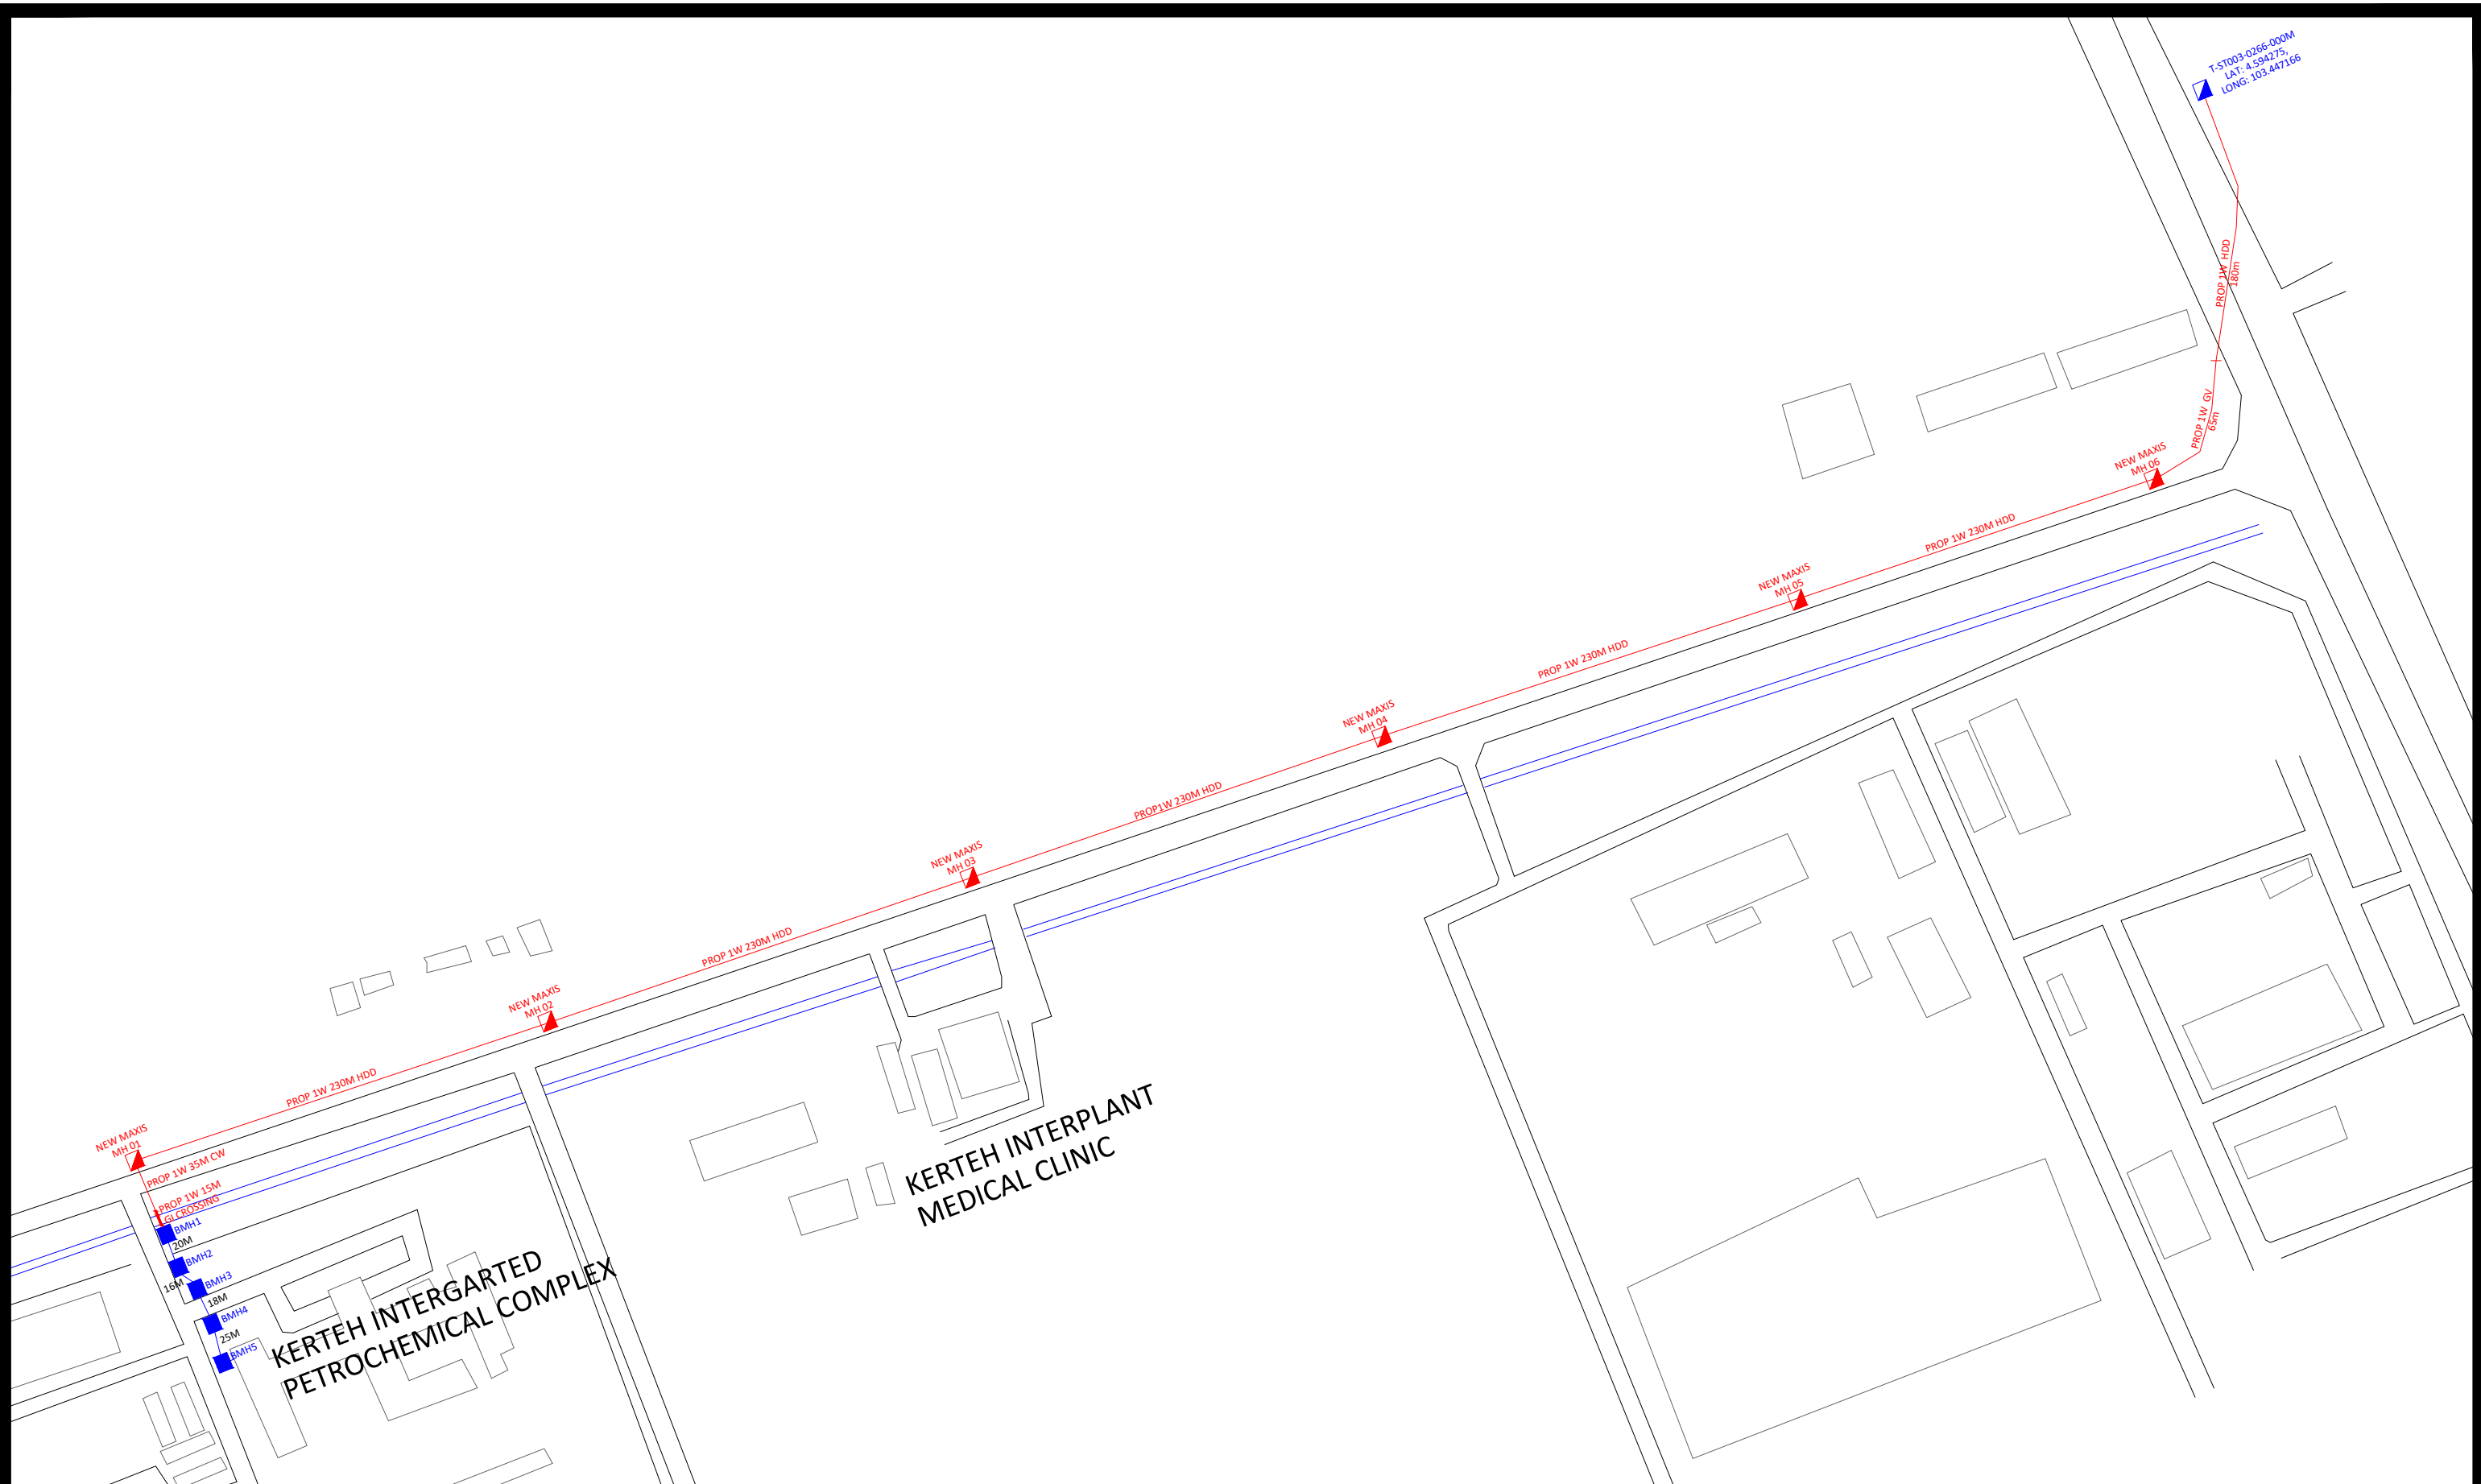 T-ST003-0266-000M
LAT: 4.594275,
LONG: 103.447166
PROP 1W HDD
180m
PROP 1W GV
65m
NEW MAXIS
MH 06
PROP 1W 230M HDD
NEW MAXIS
MH 05
PROP 1W 230M HDD
NEW MAXIS
MH 04
PROP1W 230M HDD
NEW MAXIS
MH 03
PROP 1W 230M HDD
NEW MAXIS
MH 02
PROP 1W 230M HDD
NEW MAXIS
MH 01
PROP 1W 35M CW
PROP 1W 15M
GI CROSSING
BMH1
20M
BMH2
16M
BMH3
18M
BMH4
25M
BMH5
KERTEH INTERPLANT
MEDICAL CLINIC
KERTEH INTERGARTED
PETROCHEMICAL COMPLEX